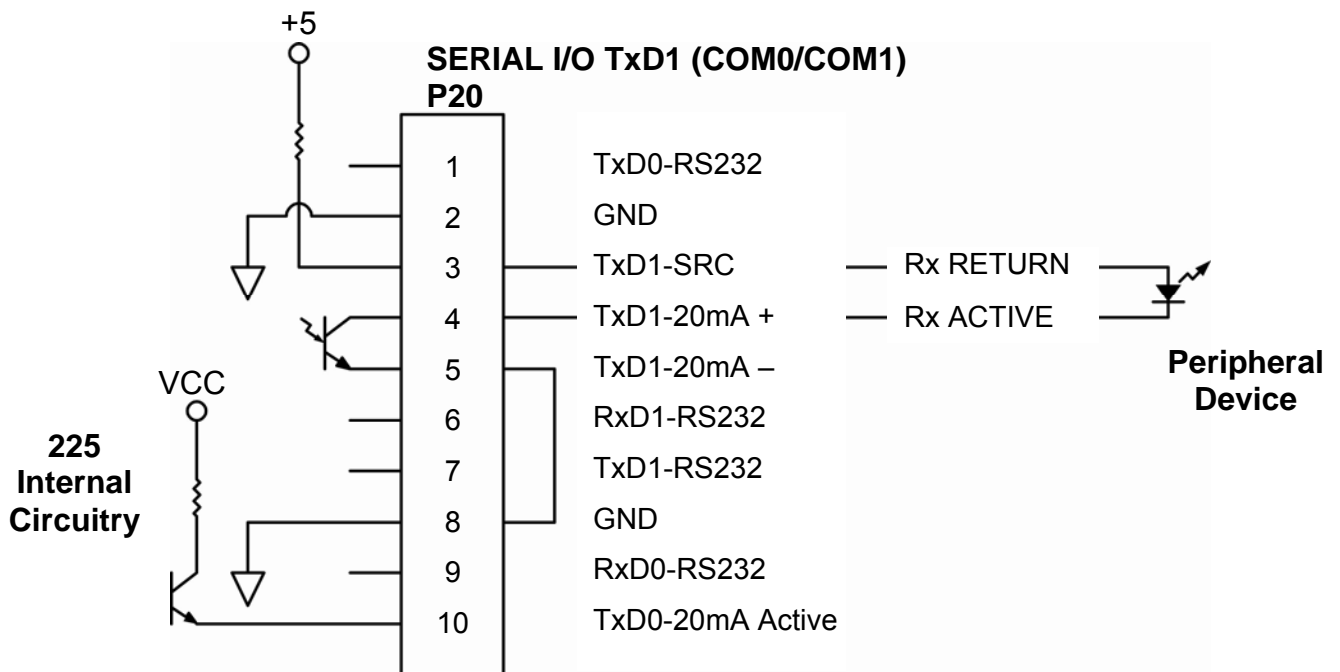 +5
SERIAL I/O TxD1 (COM0/COM1)
P20
1 TxD0-RS232
2 GND
3 TxD1-SRC Rx RETURN
4 TxD1-20mA + Rx ACTIVE
5 TxD1-20mA –
6 RxD1-RS232
7 TxD1-RS232
8 GND
9 RxD0-RS232
10 TxD0-20mA Active
VCC
225
Internal
Circuitry
Peripheral
Device